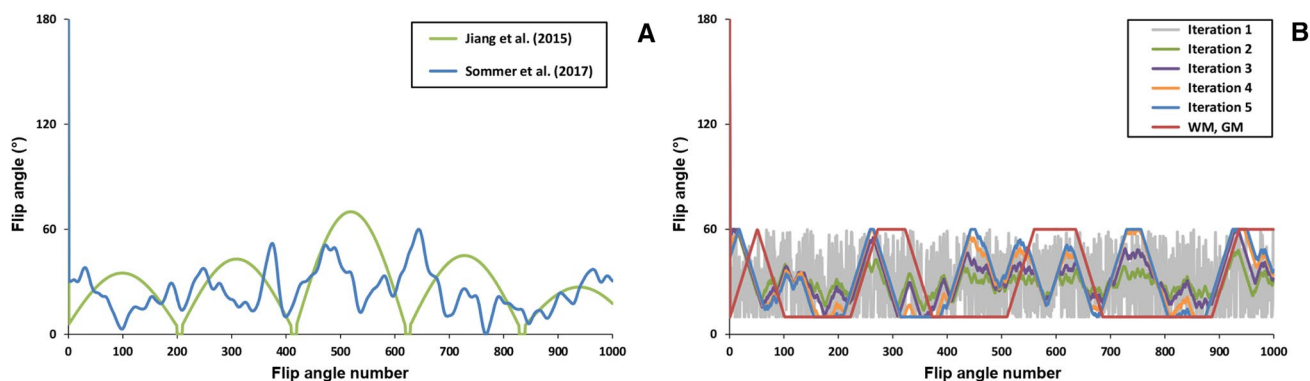 A
Jiang et al. (2015)
Sommer et al. (2017)
Flip angle (°)
180
120
60
0
0 100 200 300 400 500 600 700 800 900 1000
Flip angle number
B
Iteration 1
Iteration 2
Iteration 3
Iteration 4
Iteration 5
WM, GM
Flip angle (°)
180
120
60
0
0 100 200 300 400 500 600 700 800 900 1000
Flip angle number